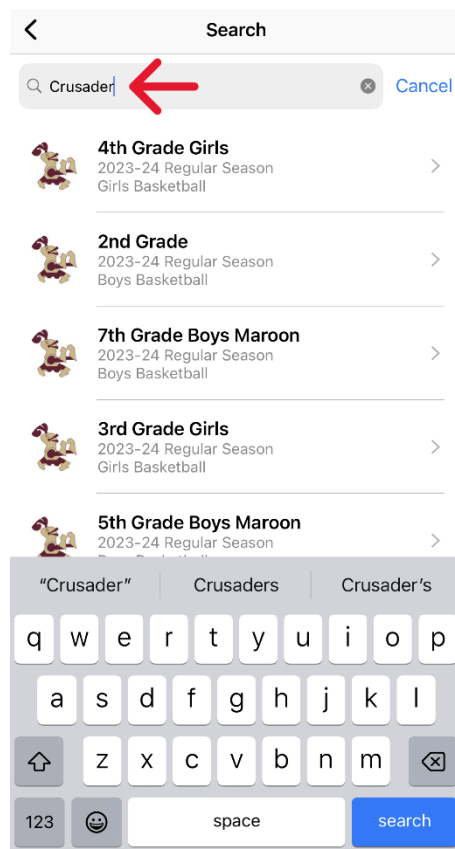 Search
Crusader
Cancel
4th Grade Girls
2023-24 Regular Season
Girls Basketball
2nd Grade
2023-24 Regular Season
Boys Basketball
7th Grade Boys Maroon
2023-24 Regular Season
Boys Basketball
3rd Grade Girls
2023-24 Regular Season
Girls Basketball
5th Grade Boys Maroon
2023-24 Regular Season
“Crusader” Crusaders Crusader’s
q w e r t y u i o p
a s d f g h j k l
z x c v b n m
123 space search